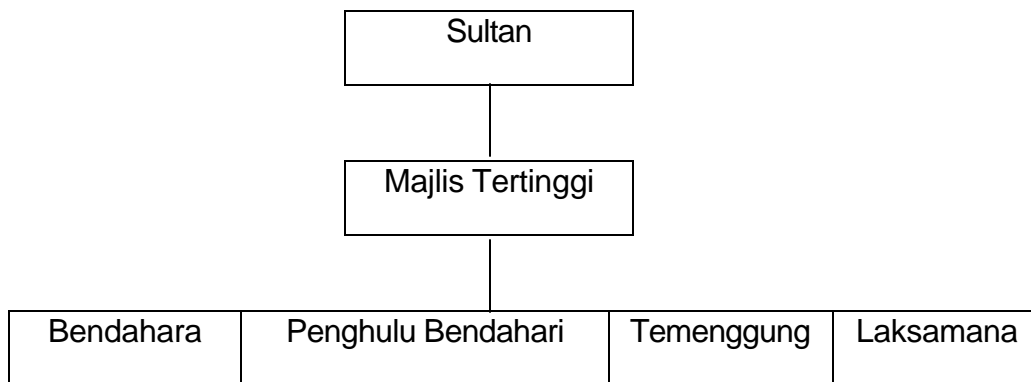 Sultan
Majlis Tertinggi
Bendahara
Penghulu Bendahari
Temenggung
Laksamana